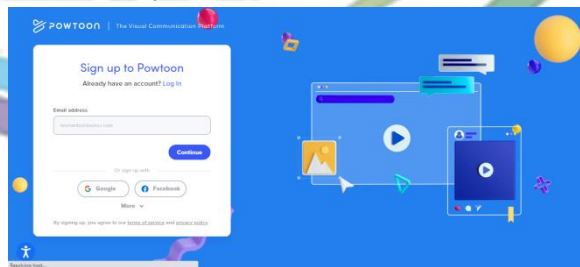 POWTOON | The Visual Communication Platform
Sign up to Powtoon
Already have an account? Log In
Email address
Continue
Or sign up with
Google
Facebook
More
By signing up, you agree to our terms of service and privacy policy